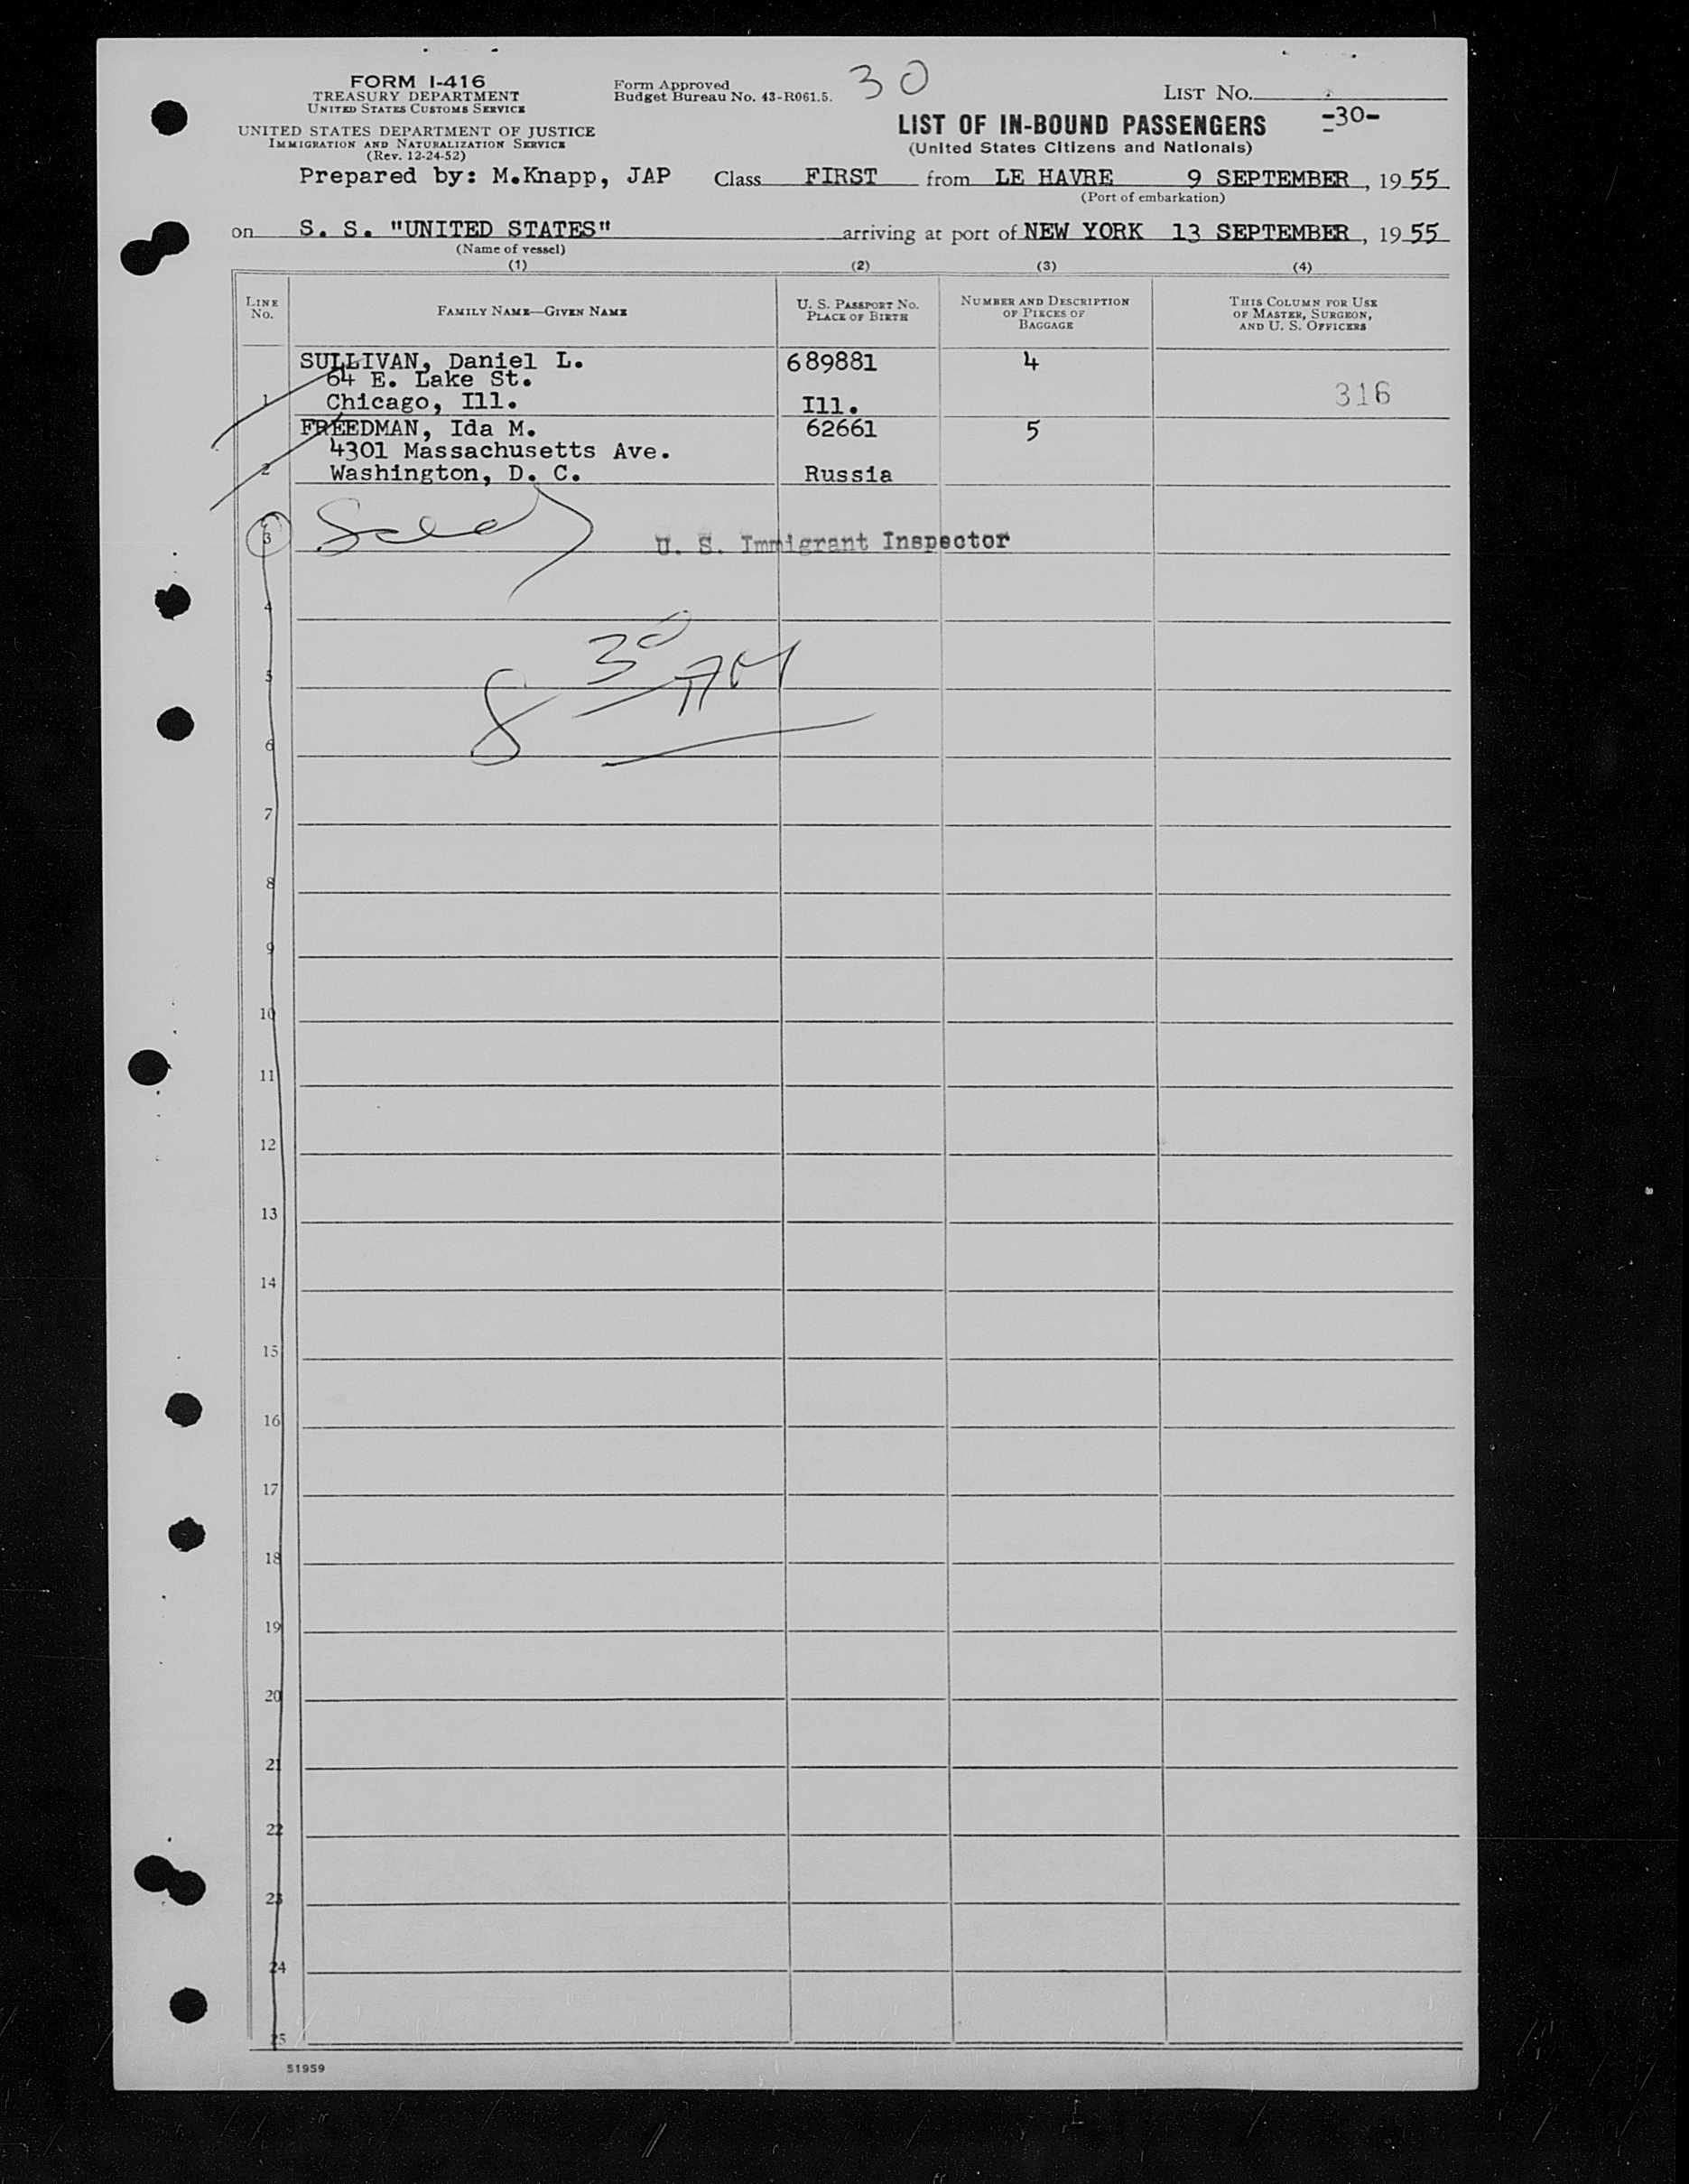 FORM I-416
TREASURY DEPARTMENT
UNITED STATES CUSTOMS SERVICE
UNITED STATES DEPARTMENT OF JUSTICE
IMMIGRATION AND NATURALIZATION SERVICE
(Rev. 12-24-52)
Form Approved
Budget Bureau No. 43-R061.5.
30
LIST No.
-30-
LIST OF IN-BOUND PASSENGERS
(United States Citizens and Nationals)
Prepared by: M.Knapp, JAP Class FIRST from LE HAVRE 9 SEPTEMBER, 1955
(Port of embarkation)
on S. S. "UNITED STATES" arriving at port of NEW YORK 13 SEPTEMBER, 1955
(Name of vessel)
(1) (2) (3) (4)
LINE No. FAMILY NAME—GIVEN NAME U. S. PASSPORT No. PLACE OF BIRTH NUMBER AND DESCRIPTION OF PIECES OF BAGGAGE THIS COLUMN FOR USE OF MASTER, SURGEON, AND U. S. OFFICERS
SULLIVAN, Daniel L. 689881 4
64 E. Lake St.
1 Chicago, Ill. Ill. 316
FREEDMAN, Ida M. 62661 5
4301 Massachusetts Ave.
2 Washington, D. C. Russia
3 U. S. Immigrant Inspector
4
8 30 AM
5
6
7
8
9
10
11
12
13
14
15
16
17
18
19
20
21
22
23
24
25
51959